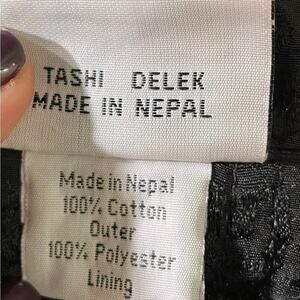 TASHI DELEK
MADE IN NEPAL
Made in Nepal
100% Cotton
Outer
100% Polyester
Lining